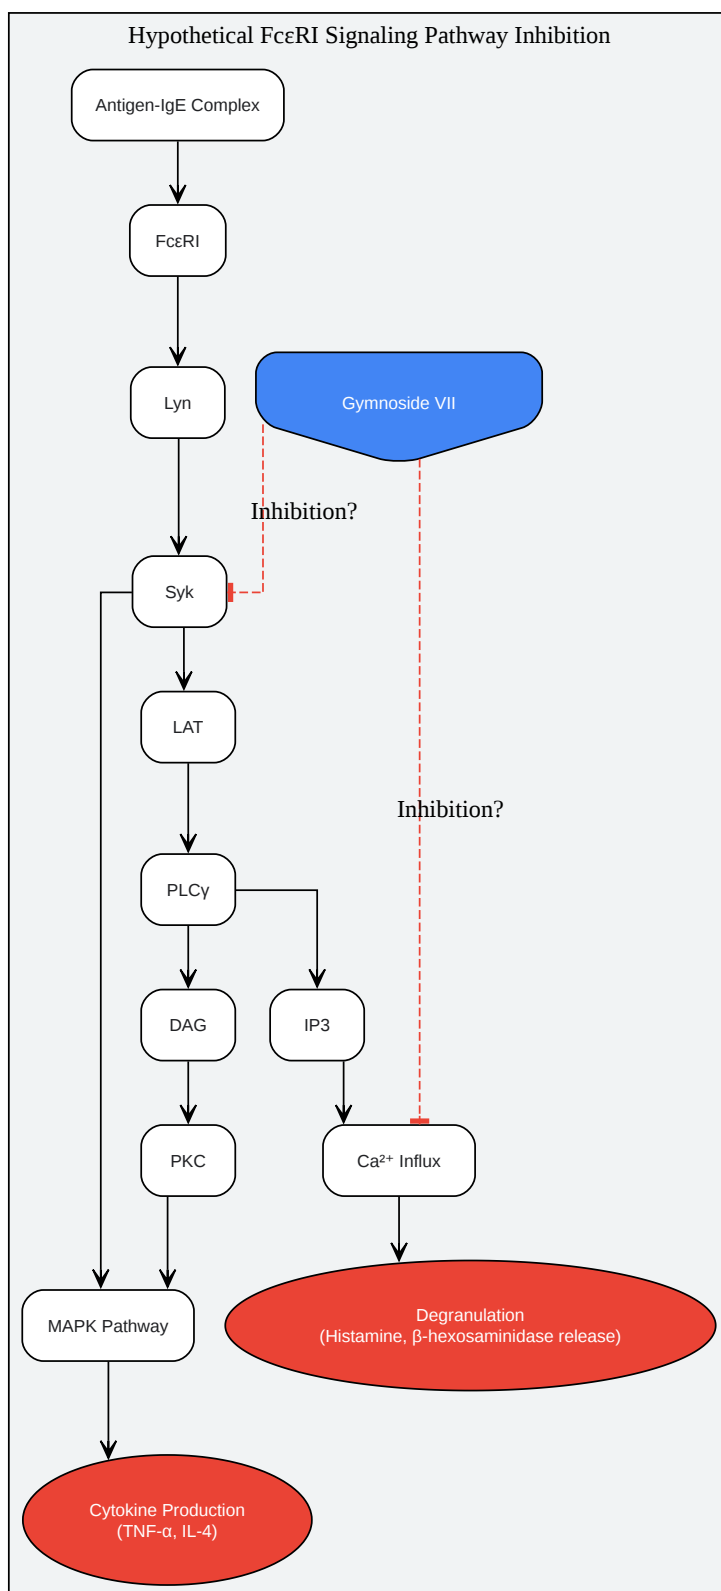 Hypothetical FcεRI Signaling Pathway Inhibition
Antigen-IgE Complex
FcεRI
Lyn
Gymnoside VII
Inhibition?
Syk
LAT
Inhibition?
PLCγ
DAG
IP3
PKC
Ca²⁺ Influx
MAPK Pathway
Degranulation
(Histamine, β-hexosaminidase release)
Cytokine Production
(TNF-α, IL-4)